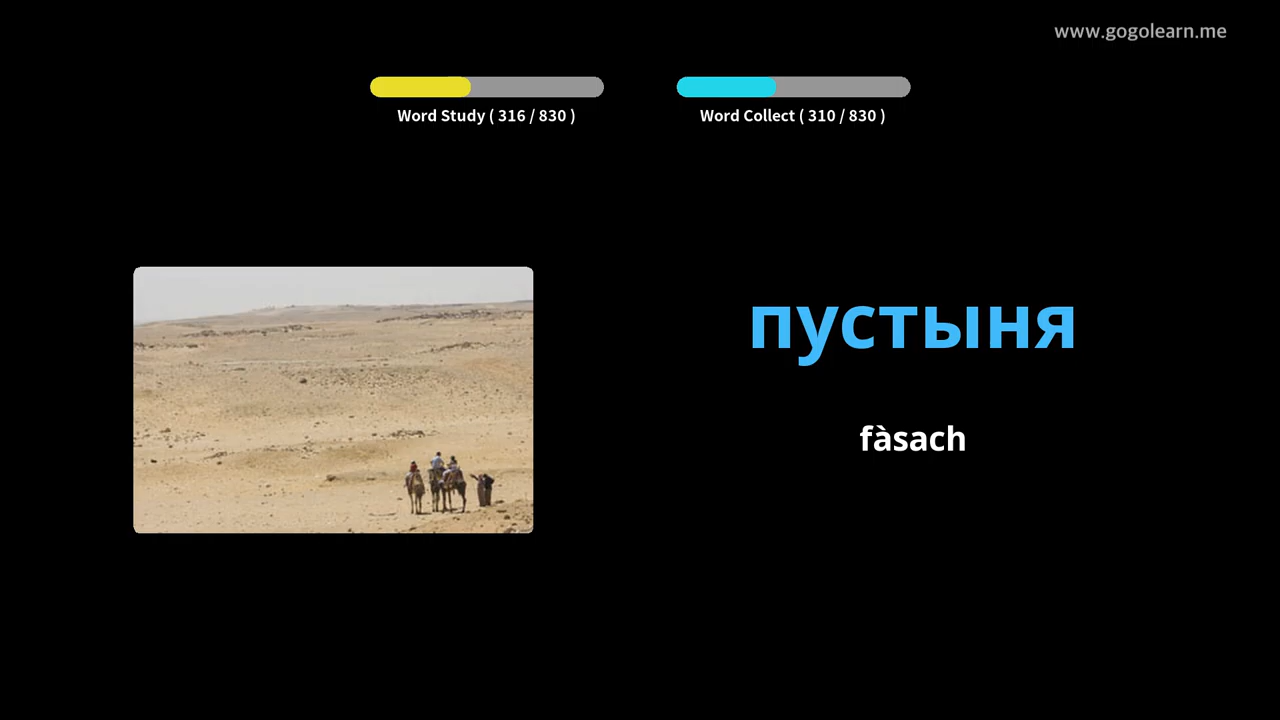 www.gogolearn.me
Word Study ( 316 / 830 )
Word Collect ( 310 / 830 )
пустыня
fàsach